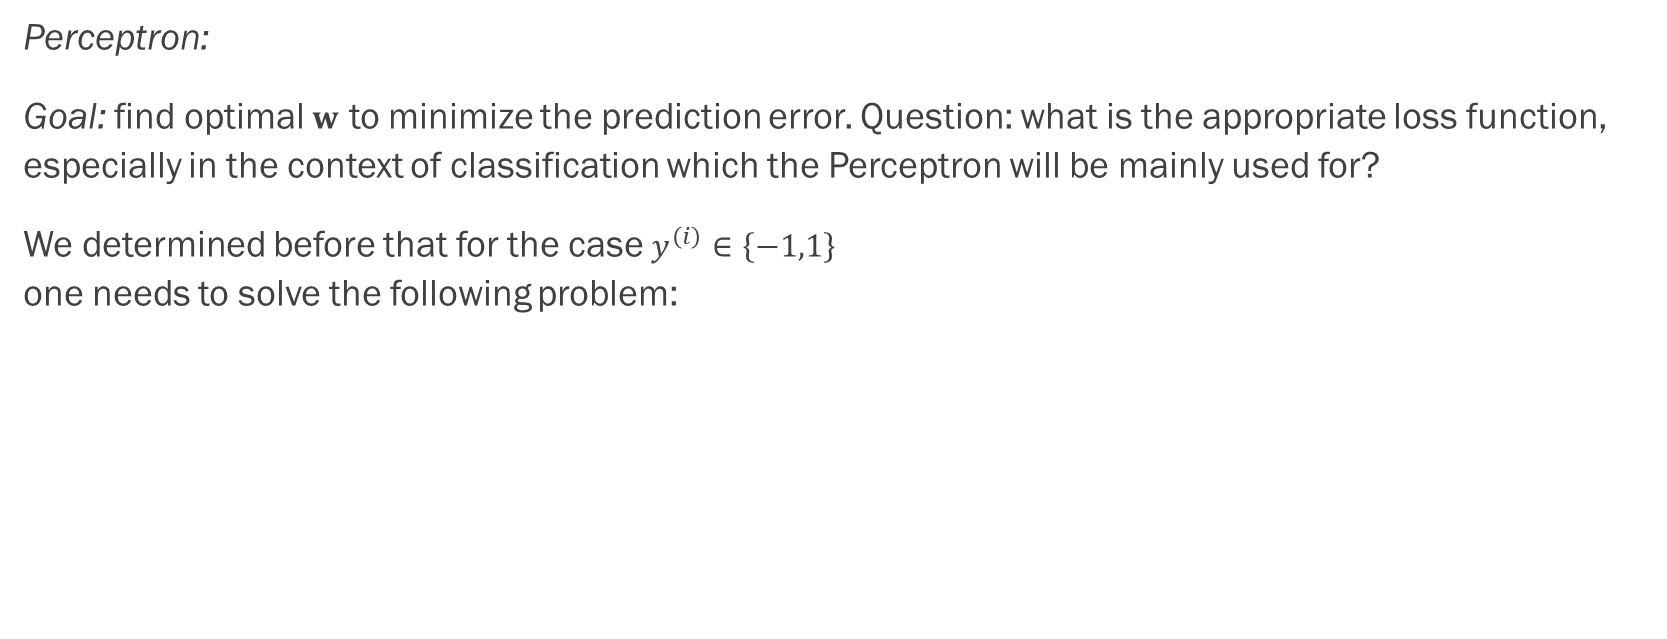 Perceptron:
Goal: find optimal w to minimize the prediction error. Question: what is the appropriate loss function,
especially in the context of classification which the Perceptron will be mainly used for?
We determined before that for the case y⁽ⁱ⁾ ∈ {−1,1}
one needs to solve the following problem: